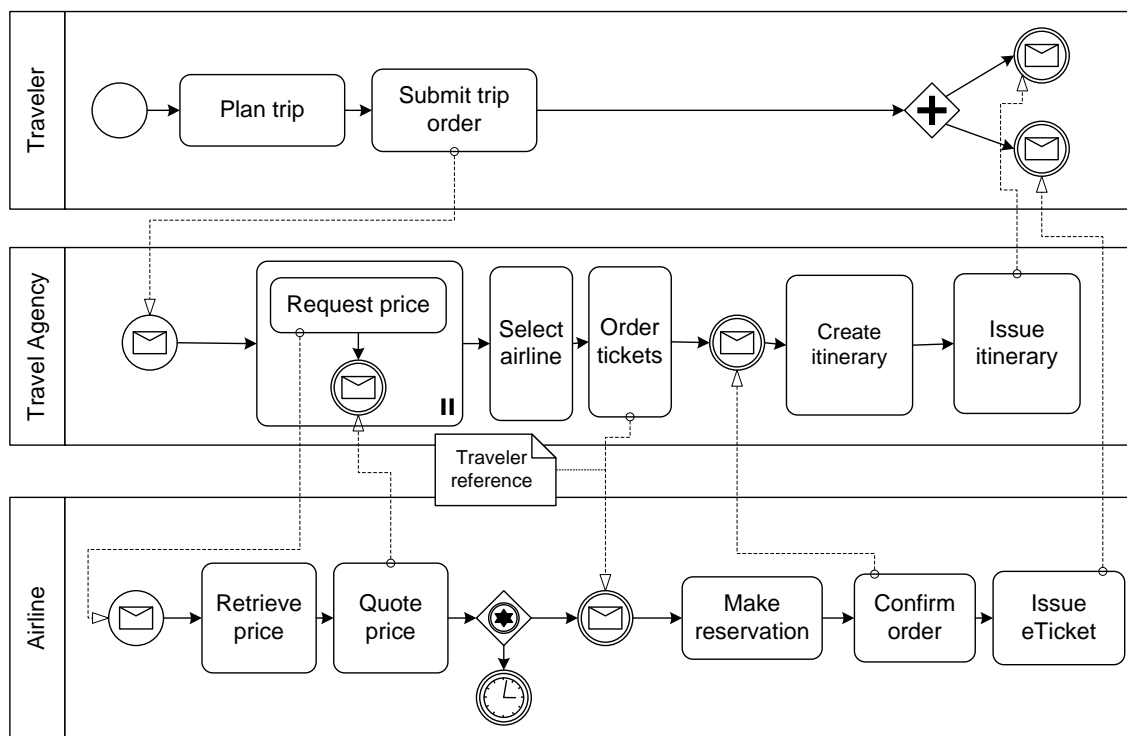 Traveler
Plan trip
Submit trip
order
Travel Agency
Request price
Select
airline
Order
tickets
Create
itinerary
Issue
itinerary
Traveler
reference
Airline
Retrieve
price
Quote
price
Make
reservation
Confirm
order
Issue
eTicket